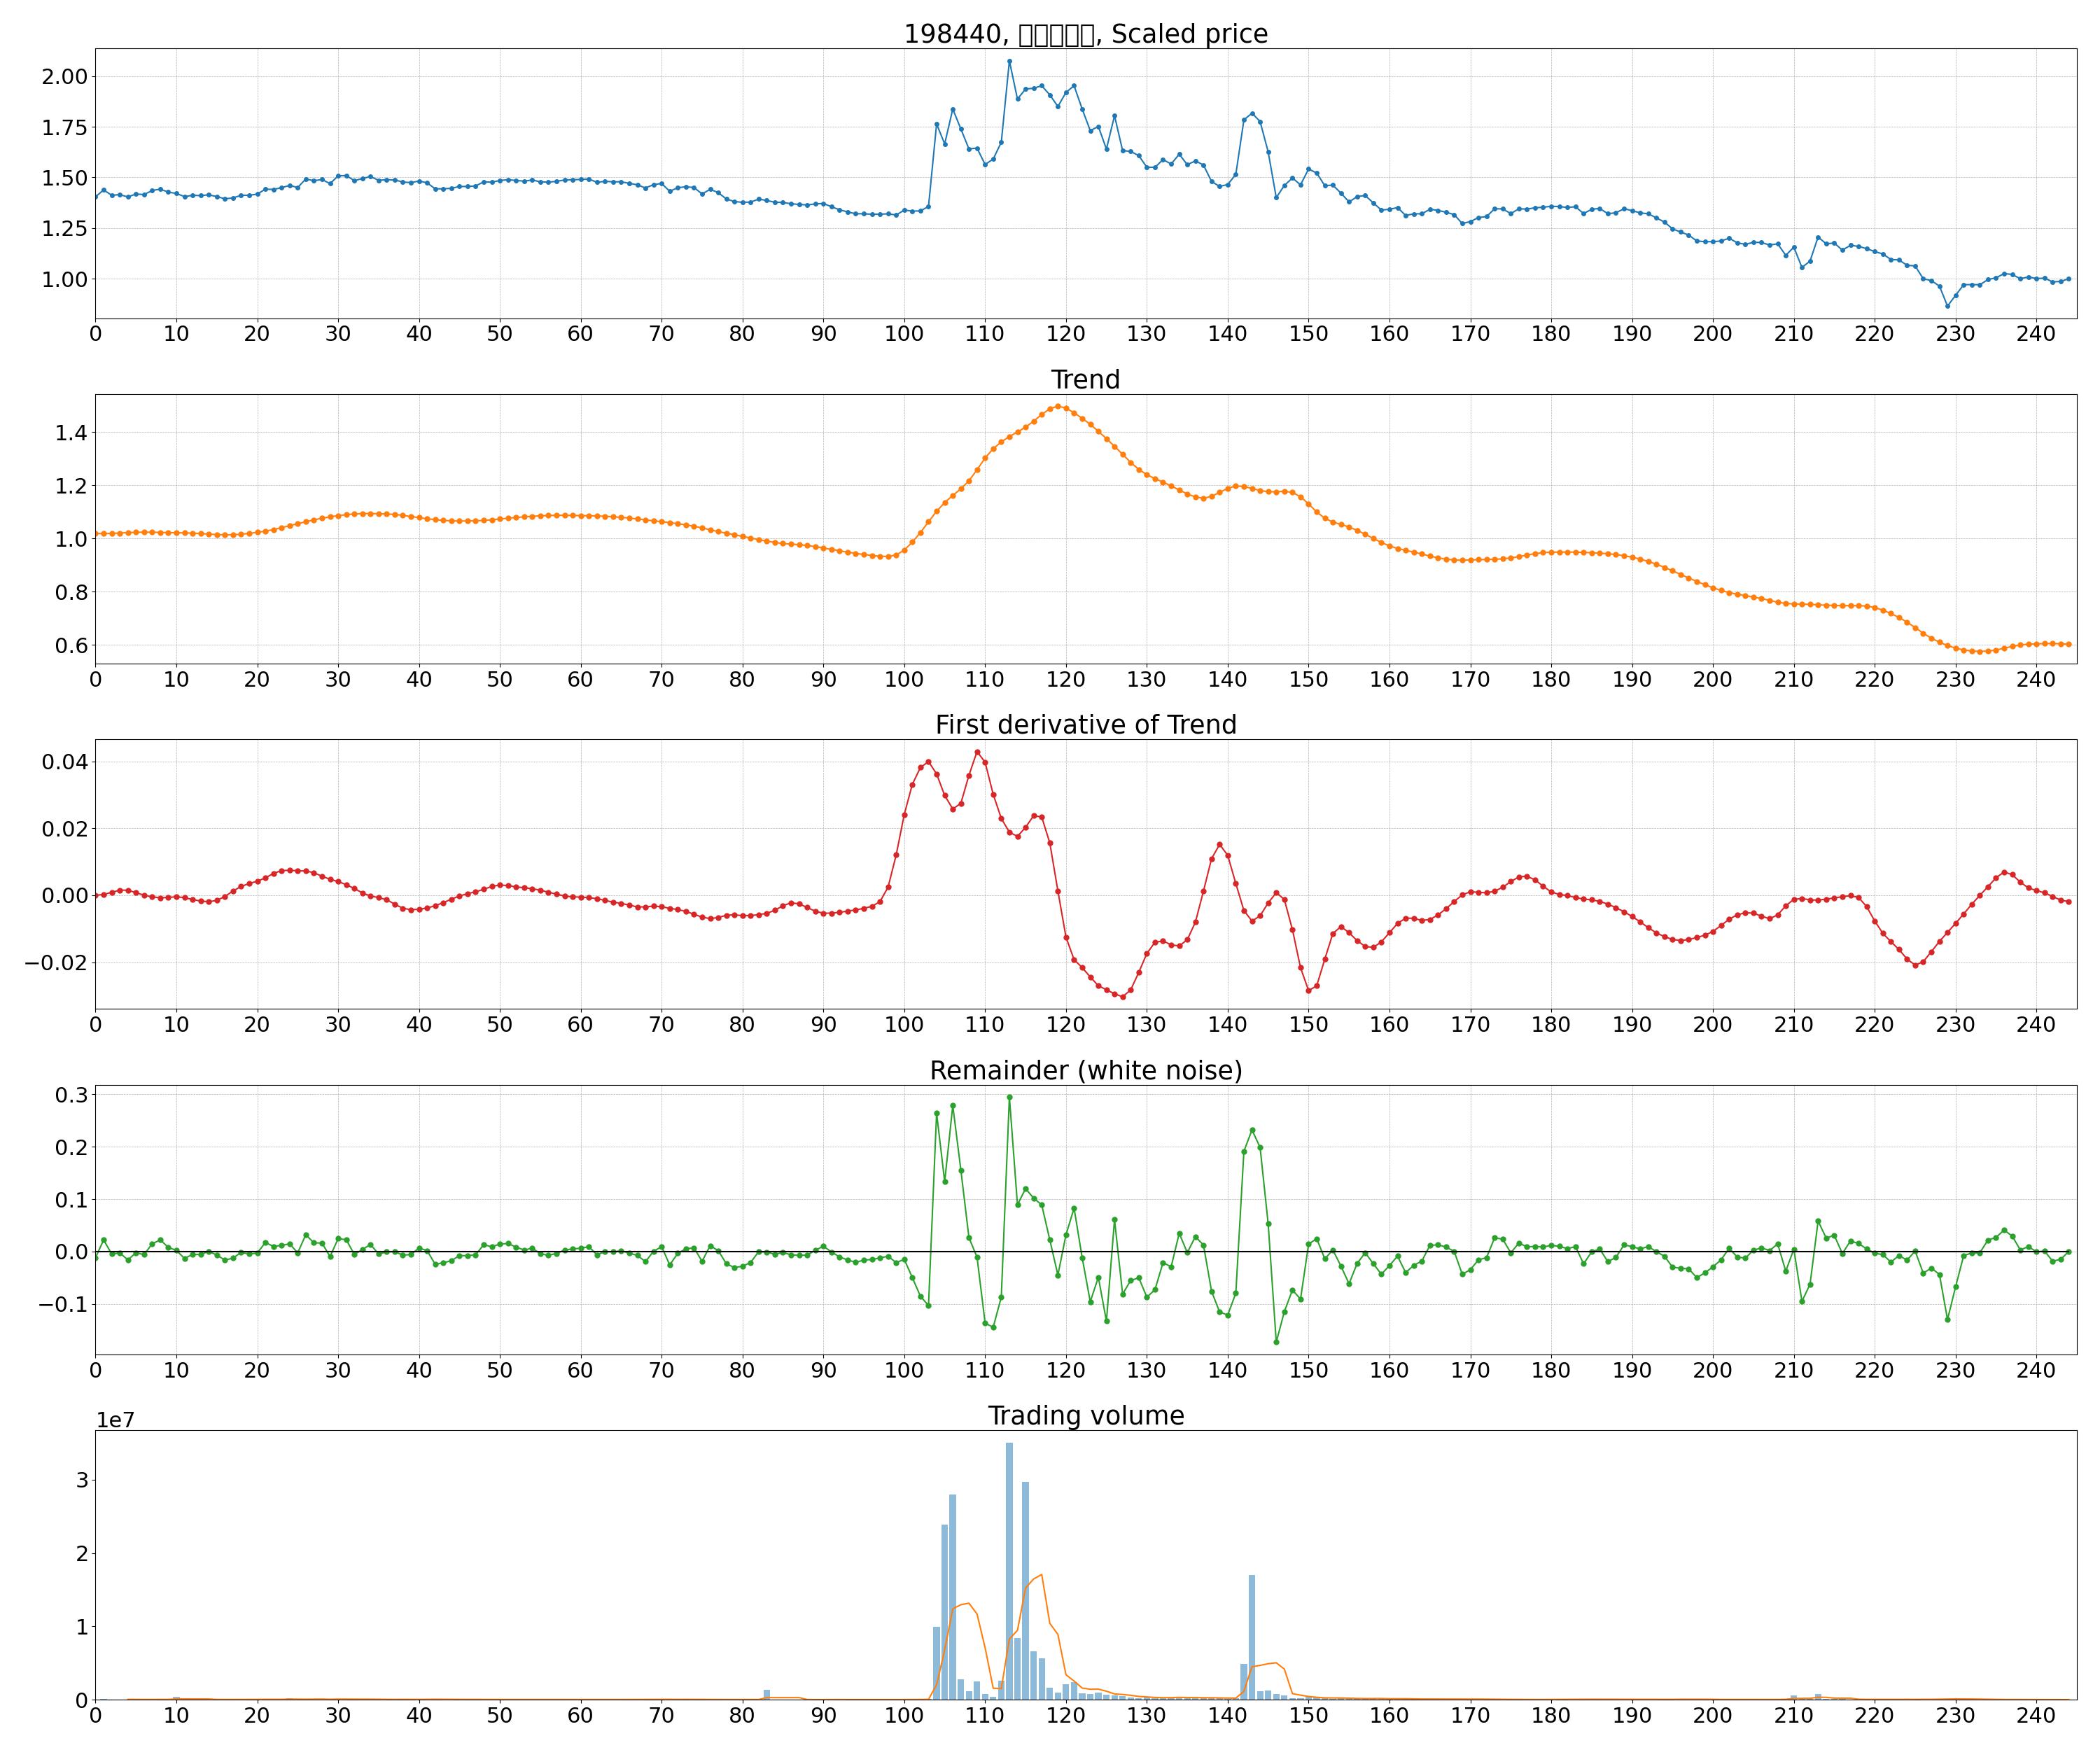 198440, □□□□□, Scaled price
2.00
1.75
1.50
1.25
1.00
0 10 20 30 40 50 60 70 80 90 100 110 120 130 140 150 160 170 180 190 200 210 220 230 240
Trend
1.4
1.2
1.0
0.8
0.6
0 10 20 30 40 50 60 70 80 90 100 110 120 130 140 150 160 170 180 190 200 210 220 230 240
First derivative of Trend
0.04
0.02
0.00
−0.02
0 10 20 30 40 50 60 70 80 90 100 110 120 130 140 150 160 170 180 190 200 210 220 230 240
Remainder (white noise)
0.3
0.2
0.1
0.0
−0.1
0 10 20 30 40 50 60 70 80 90 100 110 120 130 140 150 160 170 180 190 200 210 220 230 240
Trading volume
1e7
3
2
1
0
0 10 20 30 40 50 60 70 80 90 100 110 120 130 140 150 160 170 180 190 200 210 220 230 240